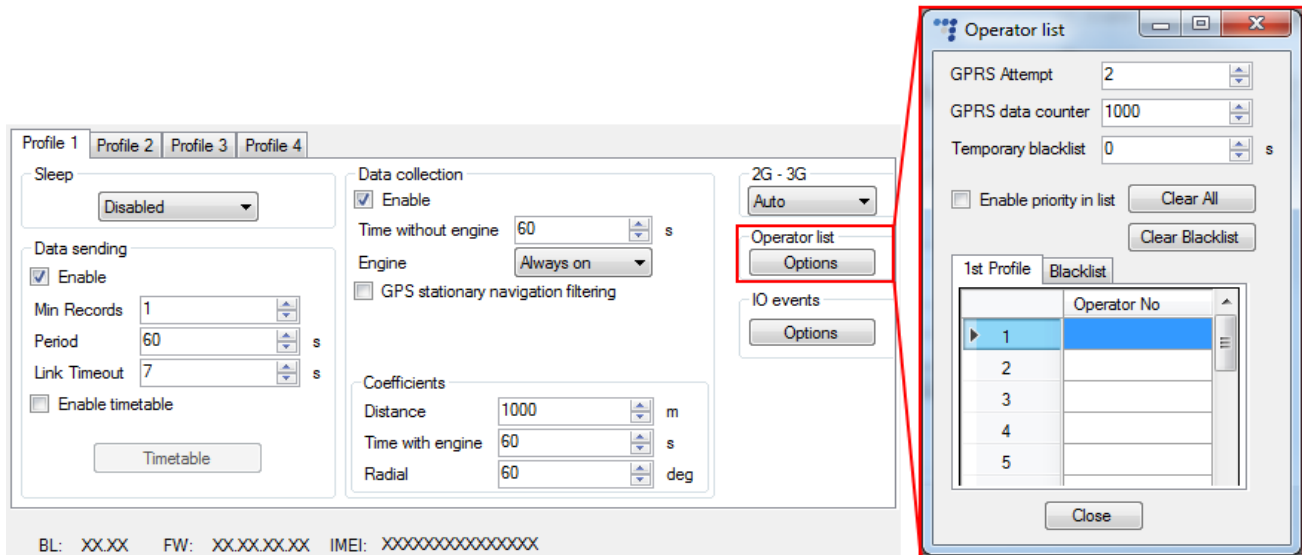 Profile 1 Profile 2 Profile 3 Profile 4
Sleep
Disabled
Data sending
Enable
Min Records 1
Period 60 s
Link Timeout 7 s
Enable timetable
Timetable
Data collection
Enable
Time without engine 60 s
Engine Always on
GPS stationary navigation filtering
Coefficients
Distance 1000 m
Time with engine 60 s
Radial 60 deg
2G - 3G
Auto
Operator list
Options
IO events
Options
BL: XX.XX FW: XX.XX.XX.XX IMEI: XXXXXXXXXXXXXXX
Operator list
GPRS Attempt 2
GPRS data counter 1000
Temporary blacklist 0 s
Enable priority in list Clear All
Clear Blacklist
1st Profile Blacklist
Operator No
1
2
3
4
5
Close